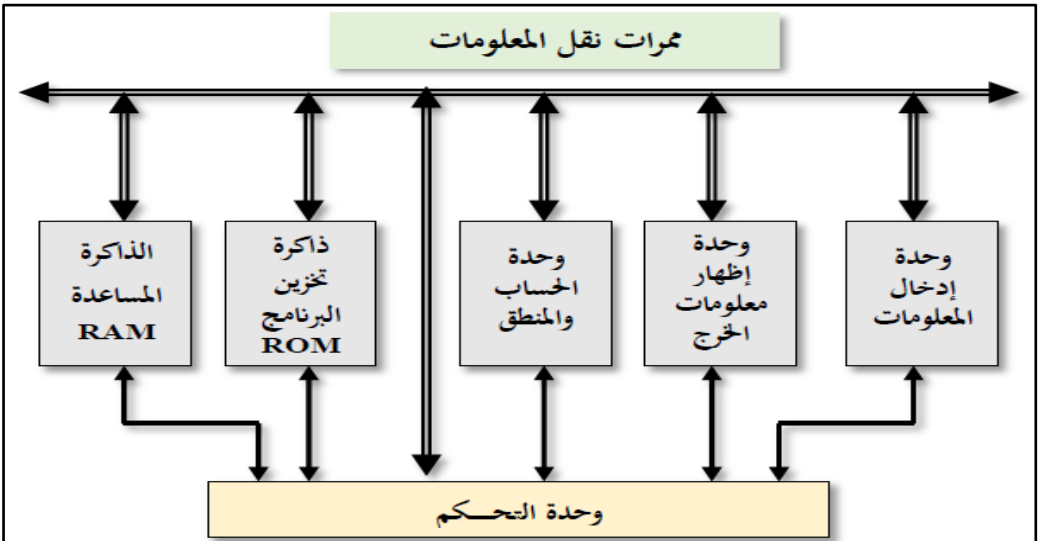 ممرات نقل المعلومات
وحدة
إدخال
المعلومات
وحدة
إظهار
معلومات
الخرج
وحدة
الحساب
والمنطق
ذاكرة
تخزين
البرنامج
ROM
الذاكرة
المساعدة
RAM
وحدة التحـــكم